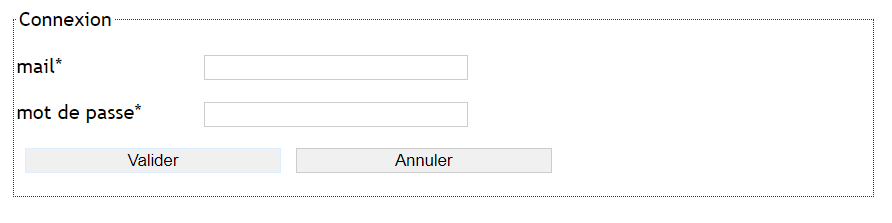 Connexion
mail*
mot de passe*
Valider Annuler